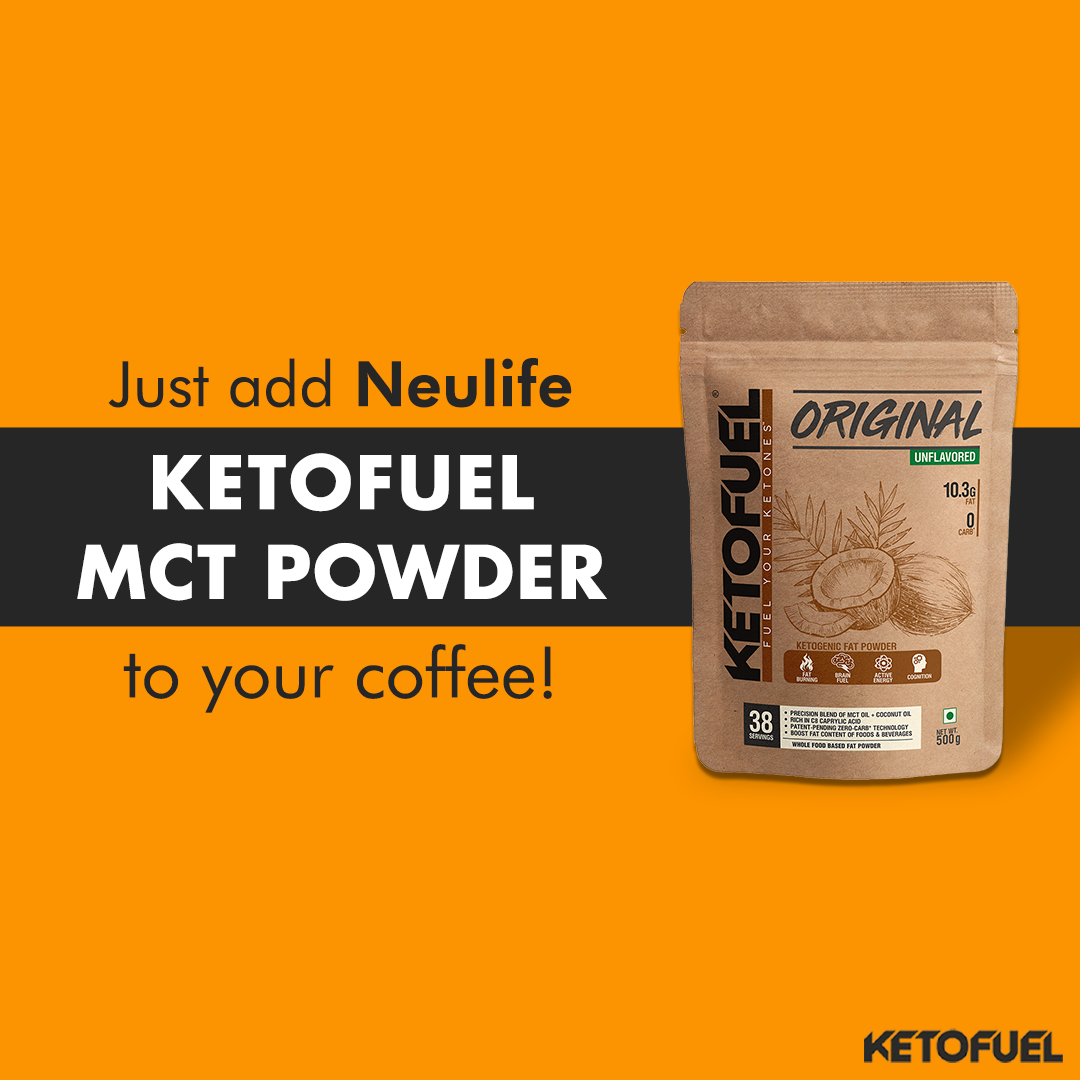 Just add Neulife
KETOFUEL
MCT POWDER
to your coffee!
KETOFUEL®
FUEL YOUR KETONES
ORIGINAL
UNFLAVORED
10.3G
FAT
0
CARB*
KETOGENIC FAT POWDER
FAT
BURNING
BRAIN
FUEL
ACTIVE
ENERGY
COGNITION
38
SERVINGS
• PRECISION BLEND OF MCT OIL + COCONUT OIL
• RICH IN C8 CAPRYLIC ACID
• PATENT-PENDING ZERO-CARB* TECHNOLOGY
• BOOST FAT CONTENT OF FOODS & BEVERAGES
WHOLE FOOD BASED FAT POWDER
NET WT.
500g
KETOFUEL